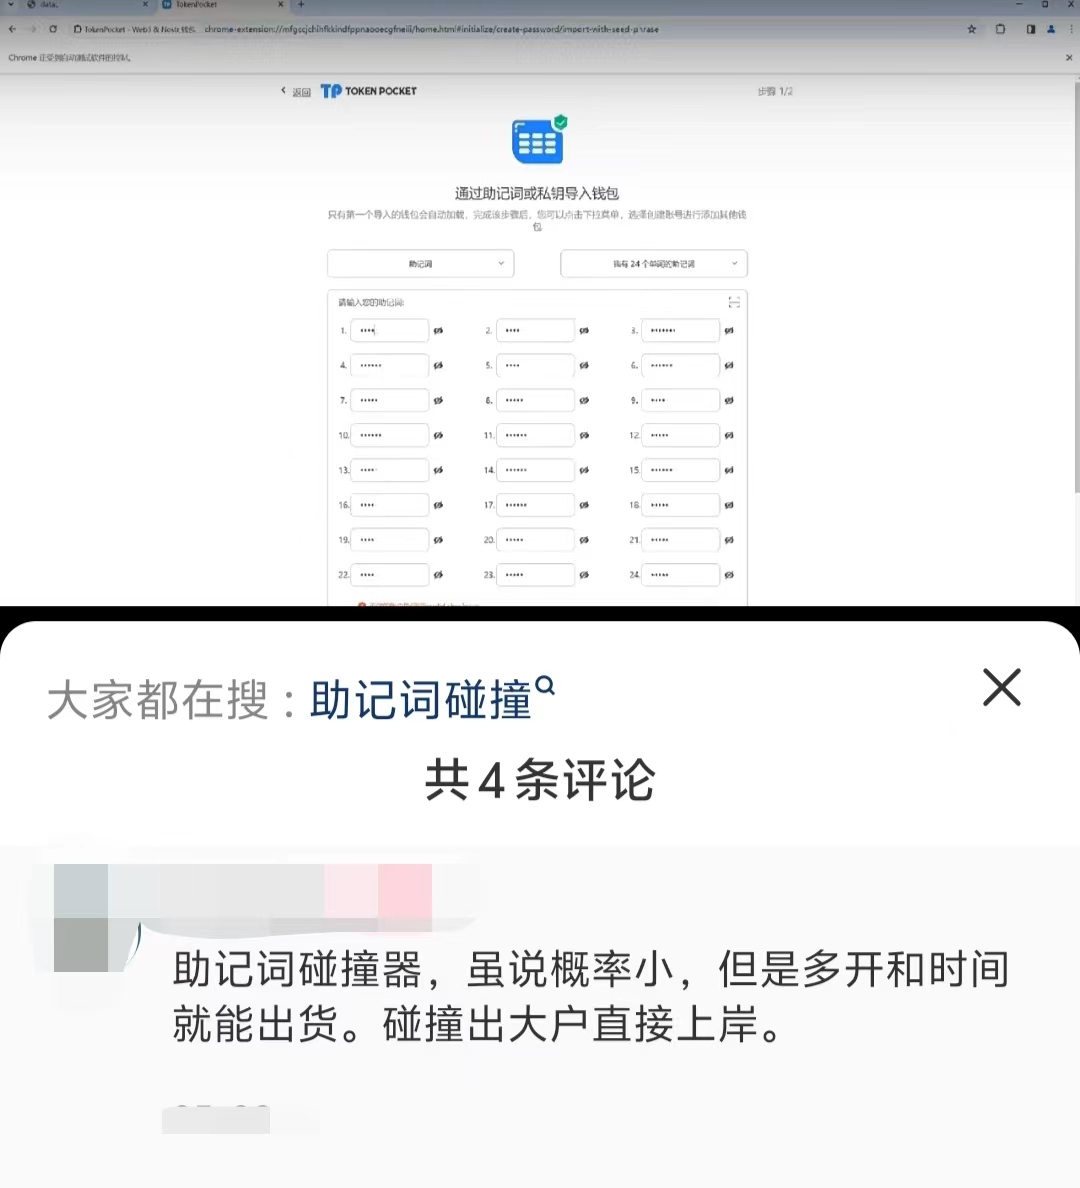 data,
TokenPocket
TokenPocket - Web3 & Nostr 钱包
chrome-extension://mfgccjchihfkkindfppnaooecgfneiii/home.html#initialize/create-password/import-with-seed-phrase
Chrome 正受到自动测试软件的控制。
返回
TP TOKEN POCKET
步骤 1/2
通过助记词或私钥导入钱包
只有第一个导入的钱包会自动加载，完成该步骤后，您可以点击下拉菜单，选择创建账号进行添加其他钱
包
助记词
我有 24 个单词的助记词
请输入您的助记词:
1. •••• 2. •••• 3. •••••••
4. •••••• 5. •••• 6. ••••••
7. ••••• 8. ••••• 9. ••••
10. •••••• 11. •••••• 12. •••••
13. •••• 14. •••••• 15. ••••••
16. •••• 17. •••••• 18. •••••
19. •••• 20. ••••• 21. •••••
22. •••• 23. ••••• 24. •••••
大家都在搜：助记词碰撞
共4条评论
助记词碰撞器，虽说概率小，但是多开和时间
就能出货。碰撞出大户直接上岸。